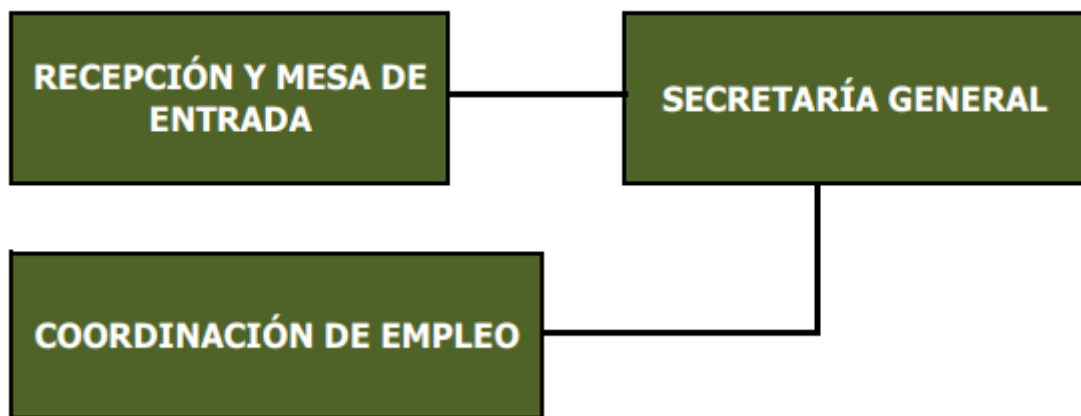 RECEPCIÓN Y MESA DE
ENTRADA
SECRETARÍA GENERAL
COORDINACIÓN DE EMPLEO